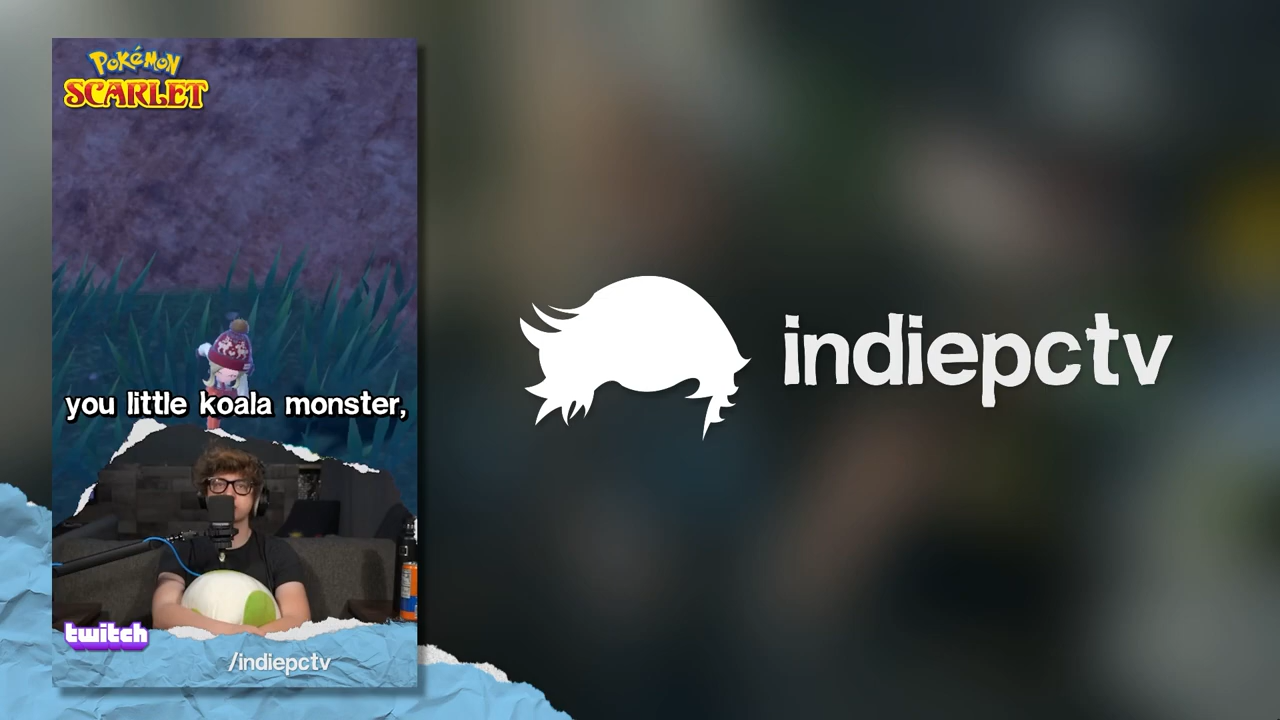 POKéMON
SCARLET
you little koala monster,
twitch
/indiepctv
indiepctv